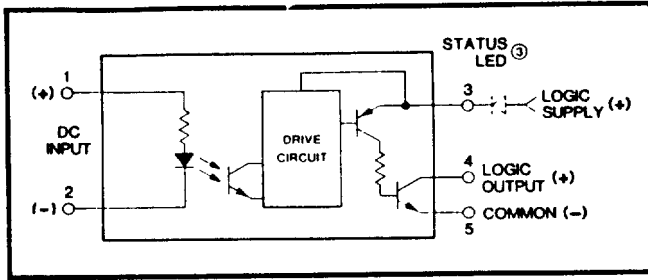 STATUS
LED ③
1
(+)
DC
INPUT
2
(-)
DRIVE
CIRCUIT
3
LOGIC
SUPPLY (+)
4
LOGIC
OUTPUT (+)
COMMON (-)
5